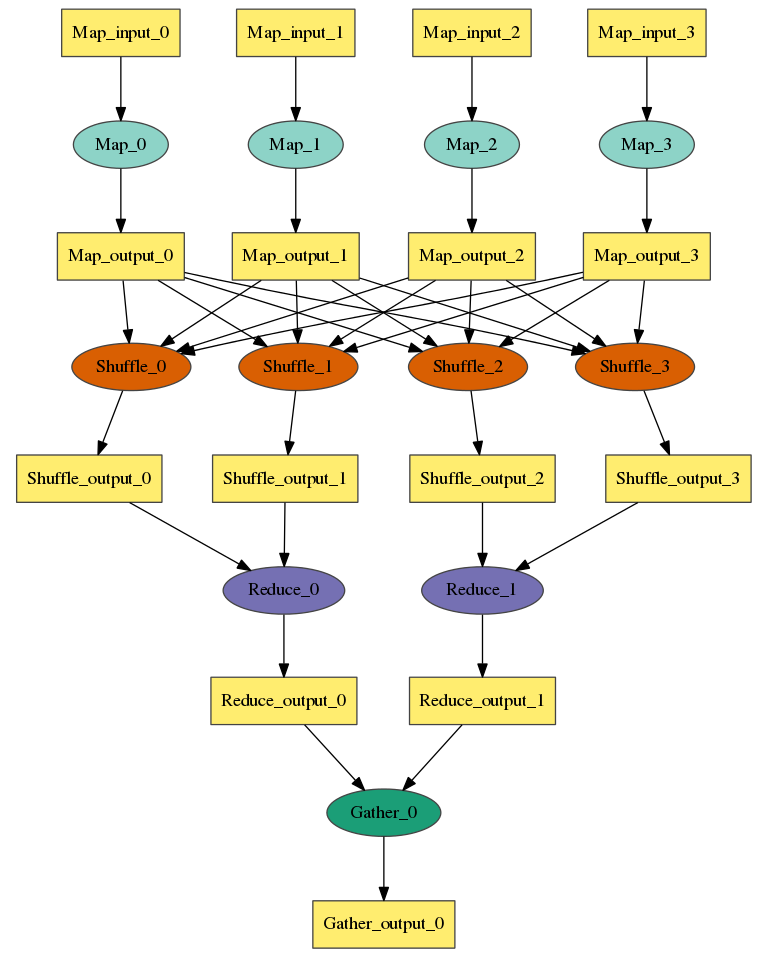 Map_input_0
Map_input_1
Map_input_2
Map_input_3
Map_0
Map_1
Map_2
Map_3
Map_output_0
Map_output_1
Map_output_2
Map_output_3
Shuffle_0
Shuffle_1
Shuffle_2
Shuffle_3
Shuffle_output_0
Shuffle_output_1
Shuffle_output_2
Shuffle_output_3
Reduce_0
Reduce_1
Reduce_output_0
Reduce_output_1
Gather_0
Gather_output_0